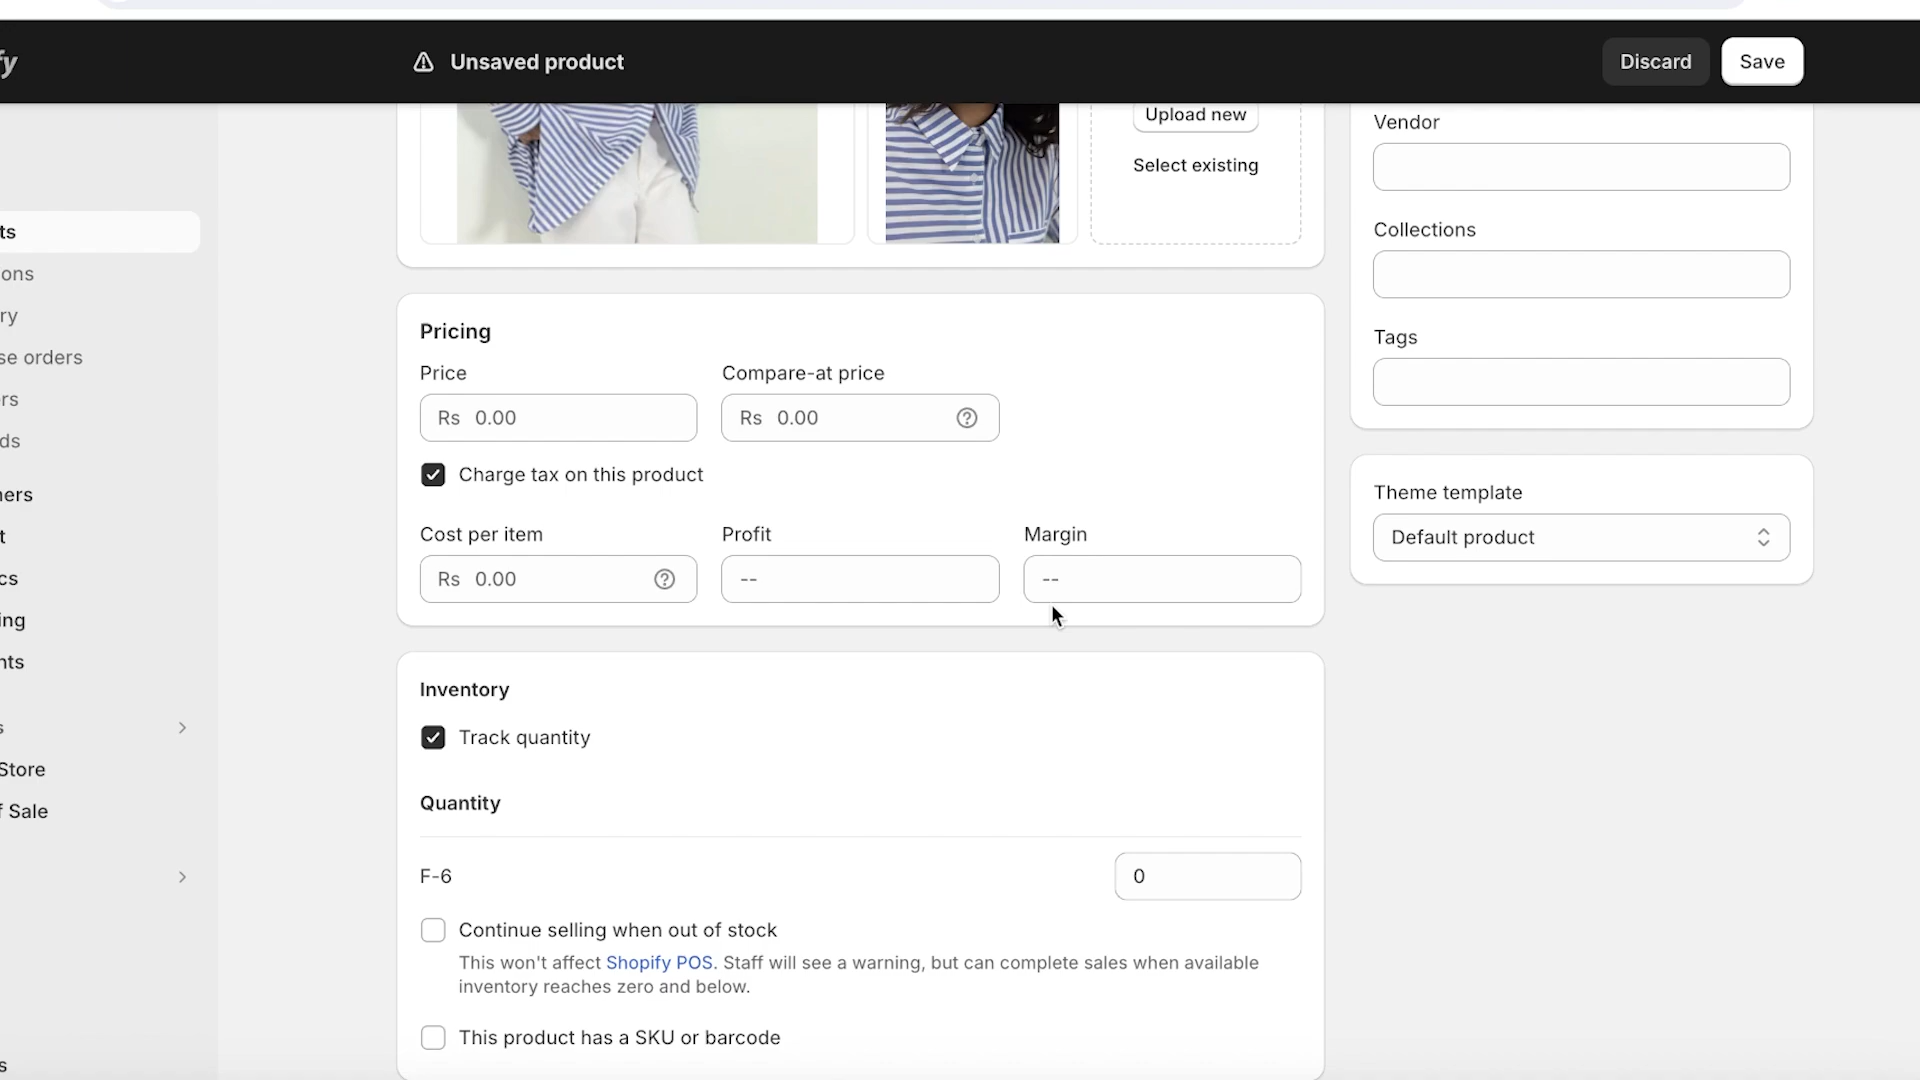 fy
Unsaved product
Discard
Save
Upload new
Select existing
Vendor
Collections
Tags
Theme template
Default product
ts
ons
ry
se orders
ers
ds
ners
t
cs
ing
nts
s
Store
f Sale
s
Pricing
Price
Compare-at price
Rs 0.00
Rs 0.00
Charge tax on this product
Cost per item
Profit
Margin
Rs 0.00
--
--
Inventory
Track quantity
Quantity
F-6
0
Continue selling when out of stock
This won't affect Shopify POS. Staff will see a warning, but can complete sales when available
inventory reaches zero and below.
This product has a SKU or barcode